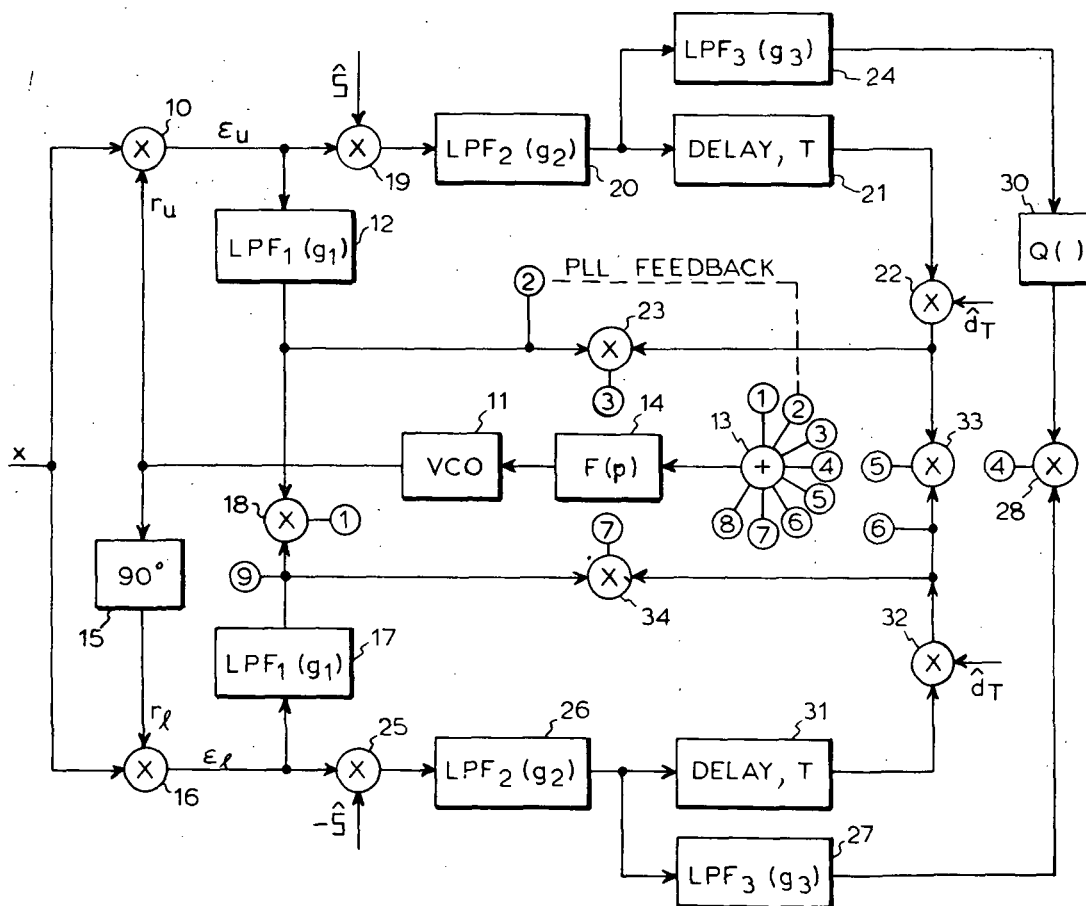 LPF₃ (g₃)
24
Ŝ
10
εu
X
X
19
LPF₂ (g₂)
20
DELAY, T
21
ru
12
LPF₁ (g₁)
30
Q( )
2
PLL FEEDBACK
22
X
d̂T
23
X
3
11
VCO
14
F(p)
13
+
1
2
3
4
5
6
7
8
33
5
X
4
X
28
x
18
X
1
7
6
90°
15
9
X
34
17
LPF₁ (g₁)
32
X
d̂T
rℓ
X
16
εℓ
25
X
-Ŝ
26
LPF₂ (g₂)
31
DELAY, T
27
LPF₃ (g₃)